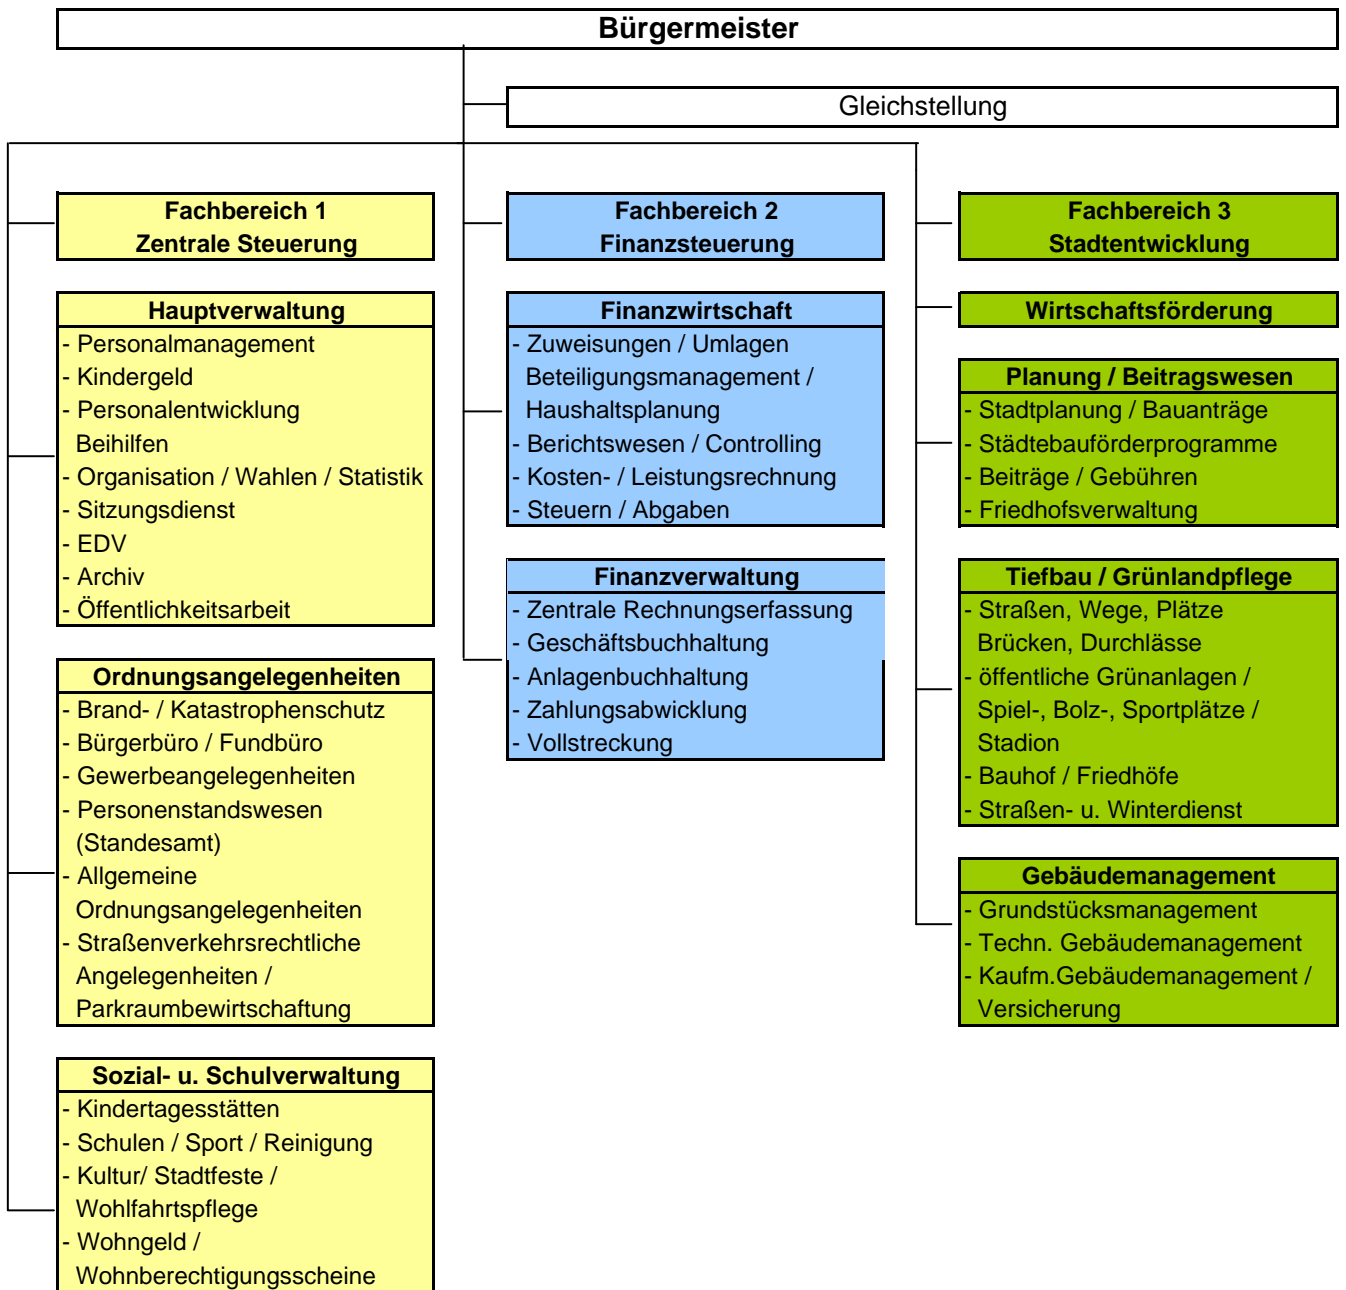 Bürgermeister
Gleichstellung
Fachbereich 1
Zentrale Steuerung
Hauptverwaltung
- Personalmanagement
- Kindergeld
- Personalentwicklung
Beihilfen
- Organisation / Wahlen / Statistik
- Sitzungsdienst
- EDV
- Archiv
- Öffentlichkeitsarbeit
Ordnungsangelegenheiten
- Brand- / Katastrophenschutz
- Bürgerbüro / Fundbüro
- Gewerbeangelegenheiten
- Personenstandswesen
(Standesamt)
- Allgemeine
Ordnungsangelegenheiten
- Straßenverkehrsrechtliche
Angelegenheiten /
Parkraumbewirtschaftung
Sozial- u. Schulverwaltung
- Kindertagesstätten
- Schulen / Sport / Reinigung
- Kultur/ Stadtfeste /
Wohlfahrtspflege
- Wohngeld /
Wohnberechtigungsscheine
Fachbereich 2
Finanzsteuerung
Finanzwirtschaft
- Zuweisungen / Umlagen
Beteiligungsmanagement /
Haushaltsplanung
- Berichtswesen / Controlling
- Kosten- / Leistungsrechnung
- Steuern / Abgaben
Finanzverwaltung
- Zentrale Rechnungserfassung
- Geschäftsbuchhaltung
- Anlagenbuchhaltung
- Zahlungsabwicklung
- Vollstreckung
Fachbereich 3
Stadtentwicklung
Wirtschaftsförderung
Planung / Beitragswesen
- Stadtplanung / Bauanträge
- Städtebauförderprogramme
- Beiträge / Gebühren
- Friedhofsverwaltung
Tiefbau / Grünlandpflege
- Straßen, Wege, Plätze
Brücken, Durchlässe
- öffentliche Grünanlagen /
Spiel-, Bolz-, Sportplätze /
Stadion
- Bauhof / Friedhöfe
- Straßen- u. Winterdienst
Gebäudemanagement
- Grundstücksmanagement
- Techn. Gebäudemanagement
- Kaufm.Gebäudemanagement /
Versicherung